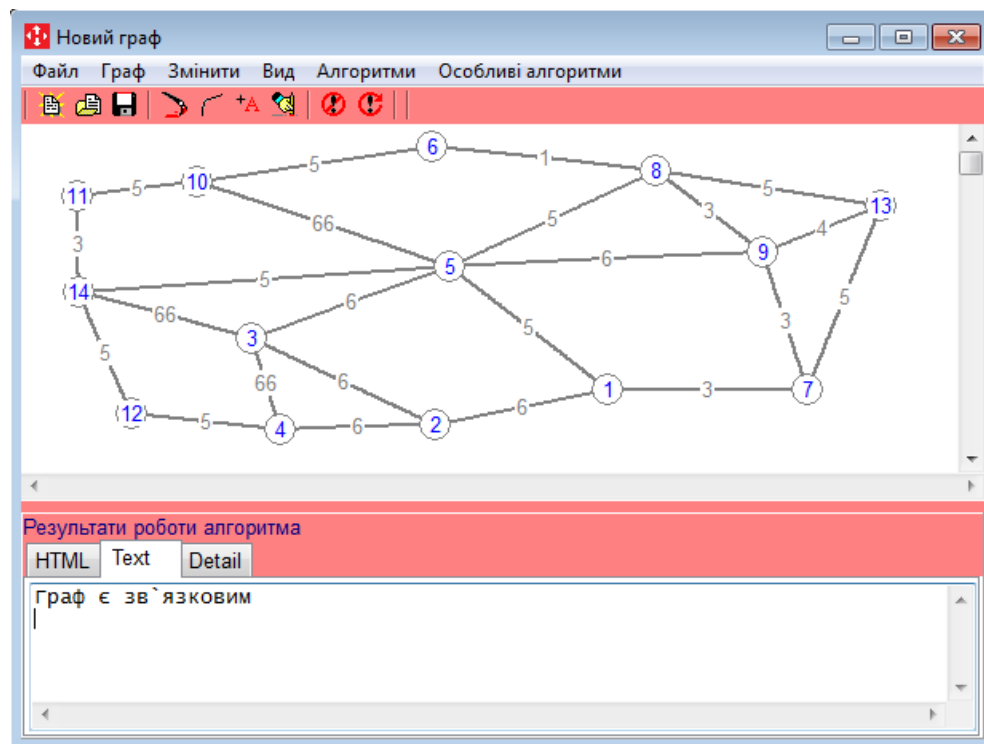 Новий граф
Файл Граф Змінити Вид Алгоритми Особливі алгоритми
+A
6
5 1
8
11 5 10 5 13
66 5 3
3 4
5 6 9
14 5
6 5
66 5 3
3
5 66 6
1 3 7
12 5 6
4 6 2
Результати роботи алгоритма
HTML Text Detail
Граф є зв`язковим